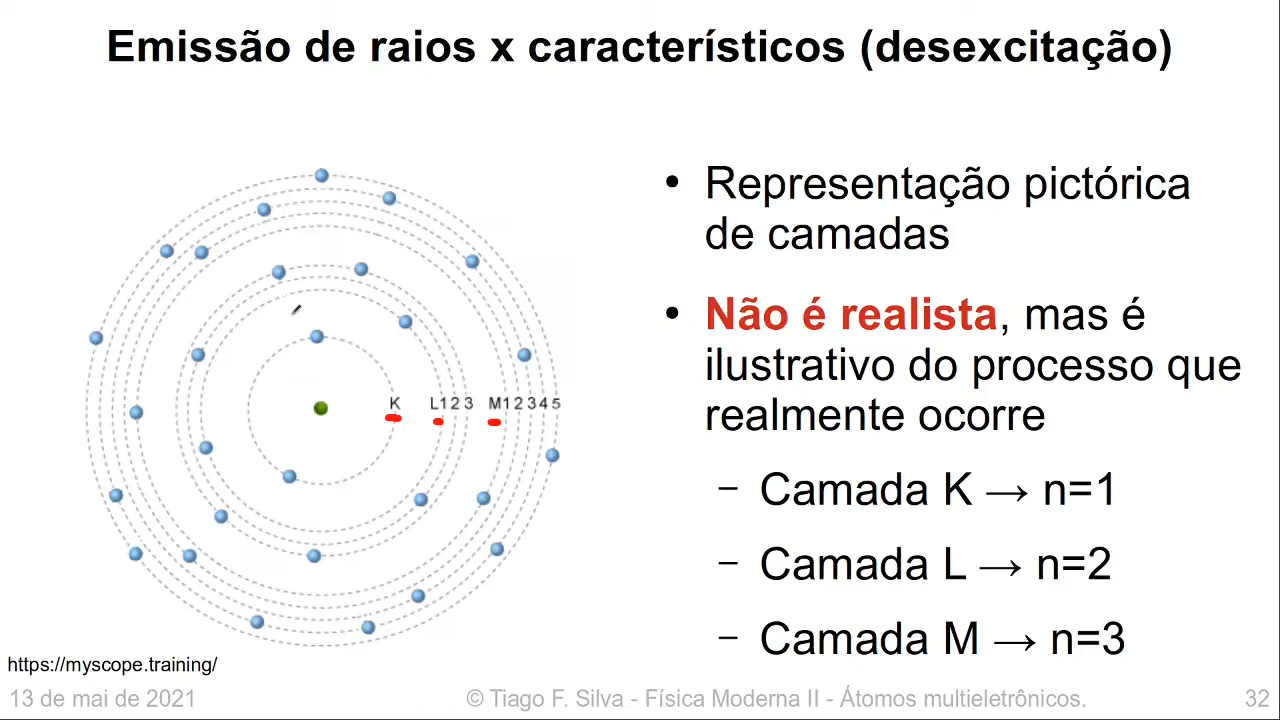 Emissão de raios x característicos (desexcitação)
K L1 2 3 M1 2 3 4 5
• Representação pictórica
de camadas
• Não é realista, mas é
ilustrativo do processo que
realmente ocorre
– Camada K → n=1
– Camada L → n=2
– Camada M → n=3
https://myscope.training/
13 de mai de 2021 © Tiago F. Silva - Física Moderna II - Átomos multieletrônicos. 32